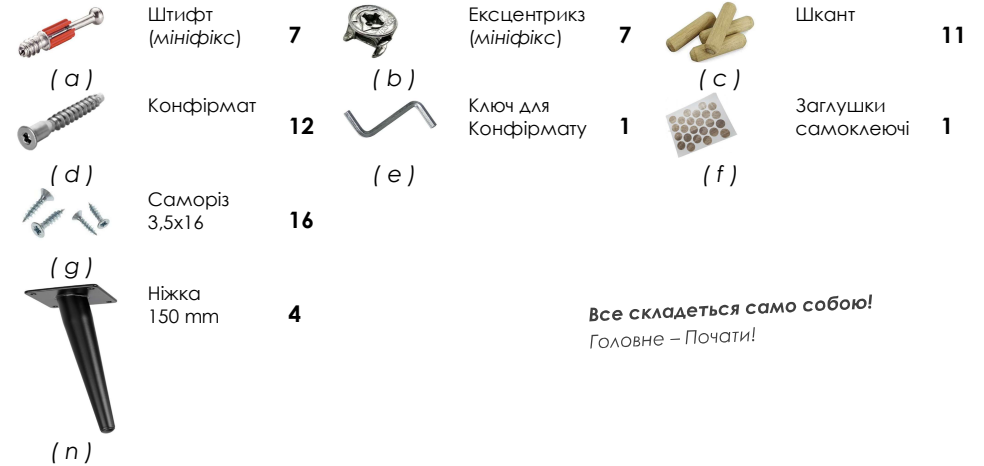 Штифт
(мініфікс) 7
(a)
Ексцентрикз
(мініфікс) 7
(b)
Шкант 11
(c)
Конфірмат
12
(d)
Ключ для
Конфірмату 1
(e)
Заглушки
самоклеючі 1
(f)
Саморіз
3,5x16 16
(g)
Ніжка
150 mm 4
(n)
Все складеться само собою!
Головне – Почати!